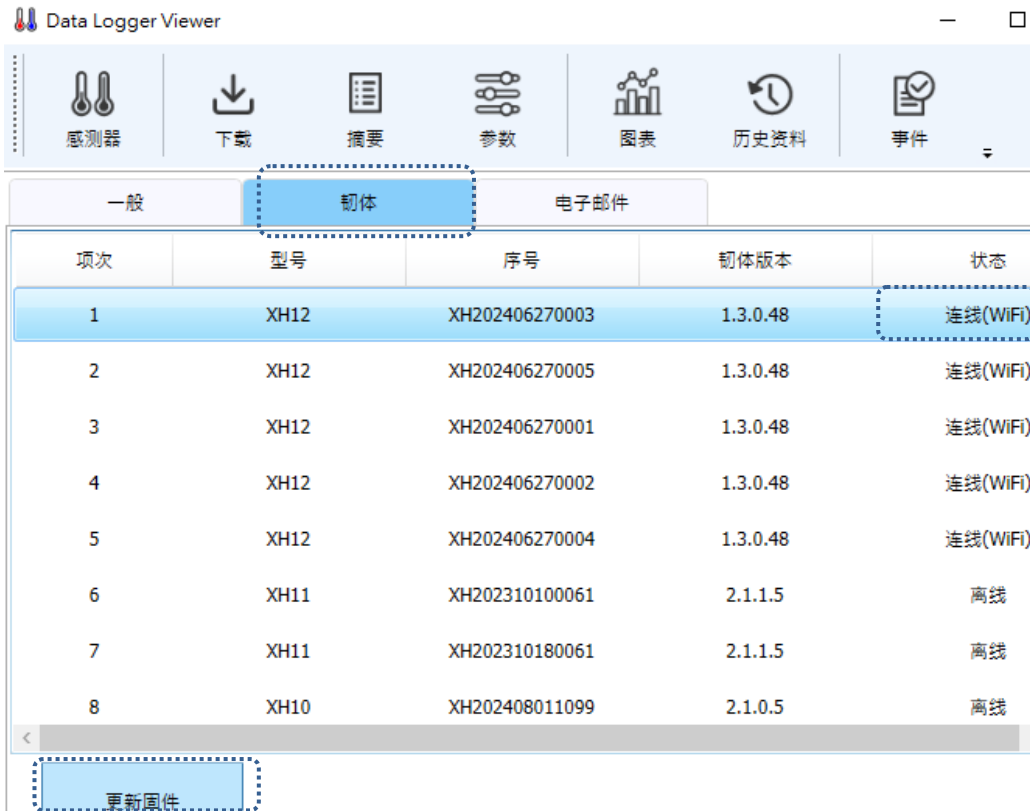 Data Logger Viewer
感测器 下载 摘要 参数 图表 历史资料 事件
一般 韧体 电子邮件
项次 型号 序号 韧体版本 状态
1 XH12 XH202406270003 1.3.0.48 连线(WiFi)
2 XH12 XH202406270005 1.3.0.48 连线(WiFi)
3 XH12 XH202406270001 1.3.0.48 连线(WiFi)
4 XH12 XH202406270002 1.3.0.48 连线(WiFi)
5 XH12 XH202406270004 1.3.0.48 连线(WiFi)
6 XH11 XH202310100061 2.1.1.5 离线
7 XH11 XH202310180061 2.1.1.5 离线
8 XH10 XH202408011099 2.1.0.5 离线
更新固件